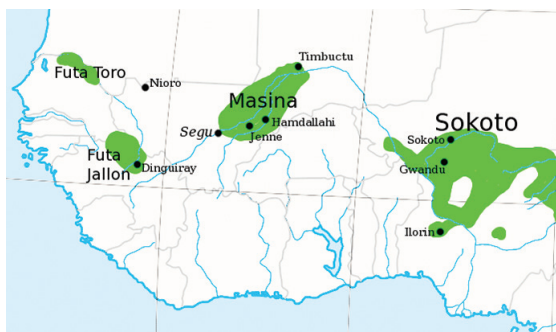 Timbuctu
Futa Toro
Nioro
Masina
Hamdallahi
Segu
Jenne
Sokoto
Sokoto
Futa
Jallon
Dinguiray
Gwandu
Ilorin